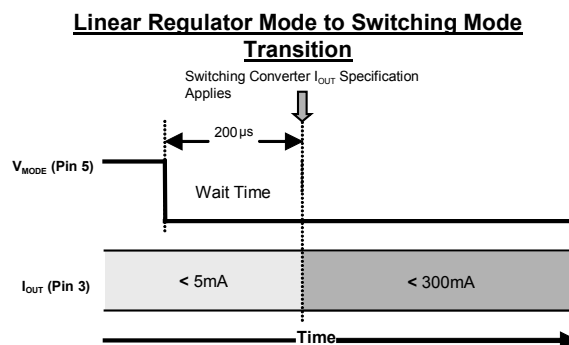 Linear Regulator Mode to Switching Mode
Transition
Switching Converter IOUT Specification
Applies
200µs
VMODE (Pin 5)
Wait Time
IOUT (Pin 3)
< 5mA
< 300mA
Time